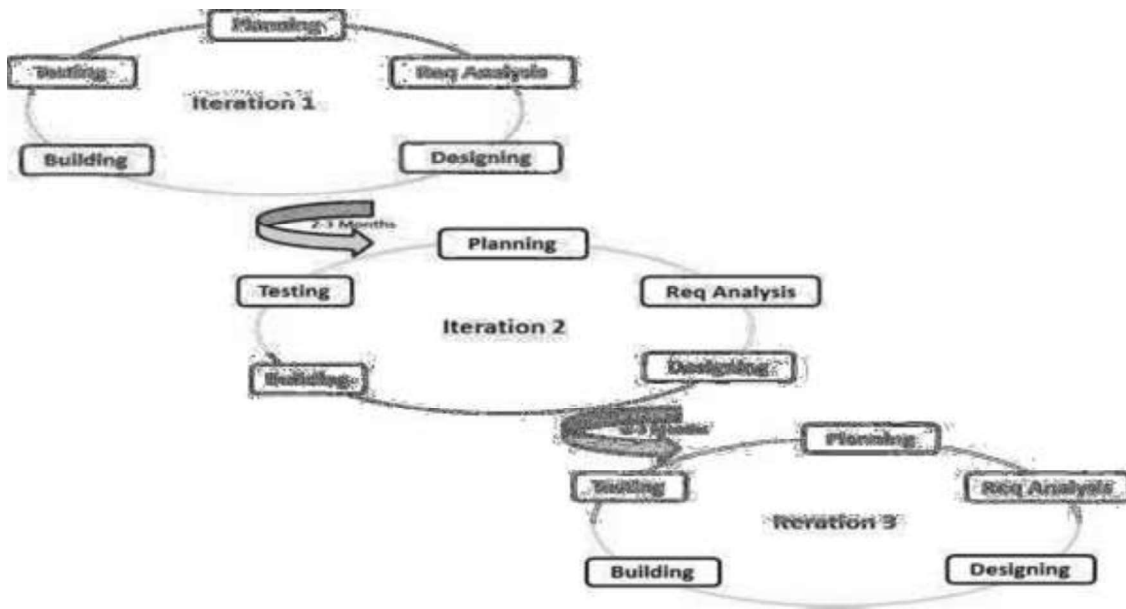 Planning
Testing
Req Analysis
Iteration 1
Building
Designing
2-3 Months
Planning
Testing
Req Analysis
Iteration 2
Designing
Building
Months
Planning
Testing
Req Analysis
Iteration 3
Building
Designing